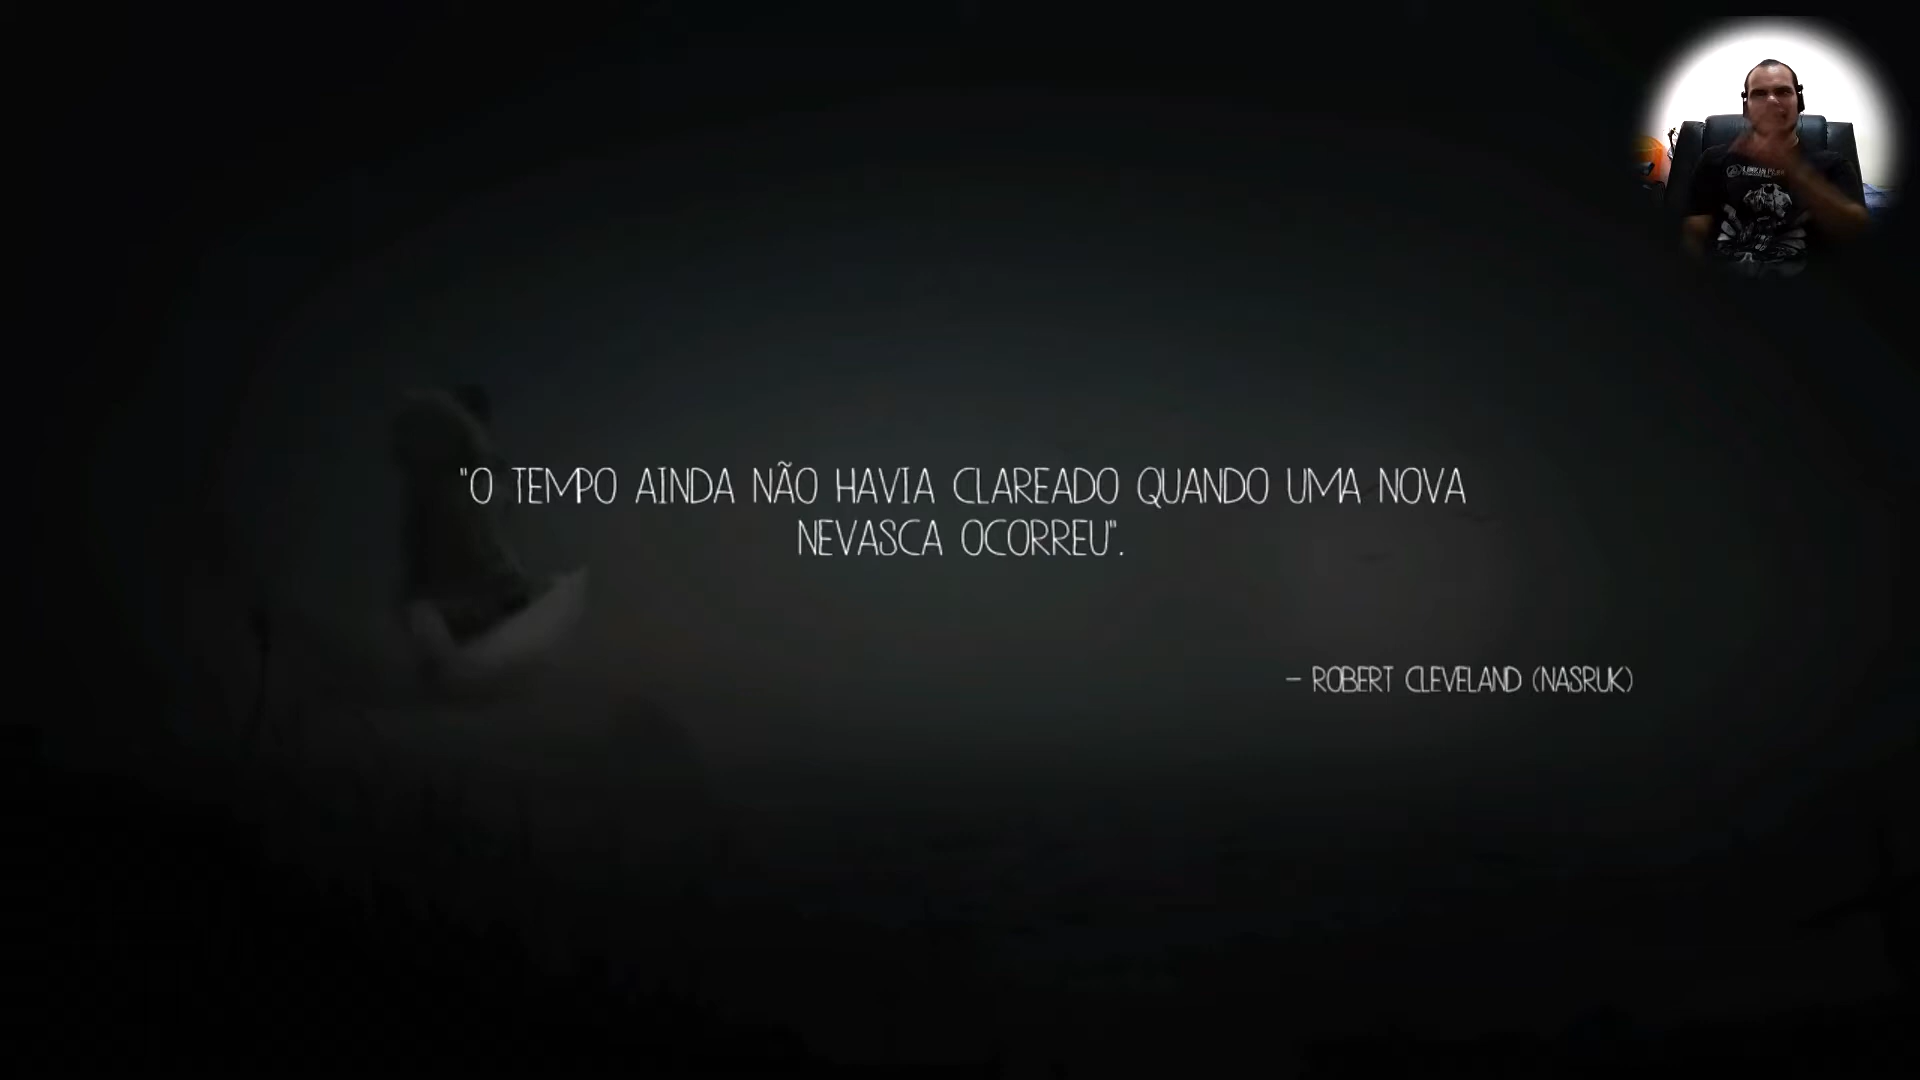 "O TEMPO AINDA NÃO HAVIA CLAREADO QUANDO UMA NOVA
NEVASCA OCORREU".
– ROBERT CLEVELAND (NASRUK)